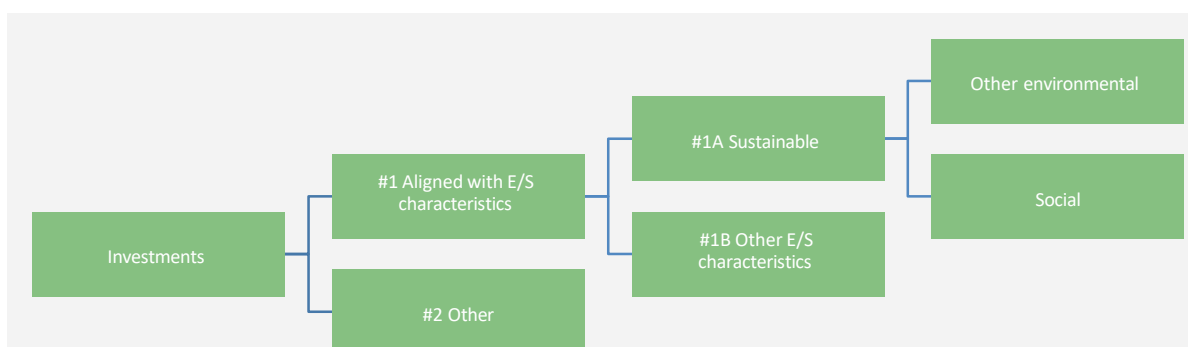 Other environmental
#1A Sustainable
#1 Aligned with E/S
characteristics
Social
#1B Other E/S
characteristics
Investments
#2 Other